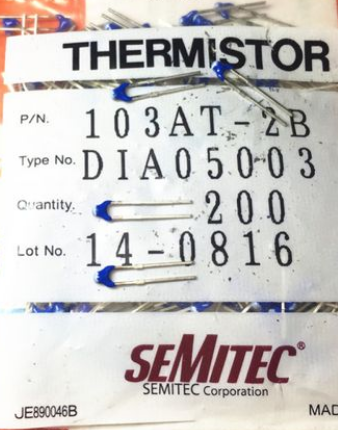 THERMISTOR
P/N. 103AT-2B
Type No. DIA05003
Quantity. 200
Lot No. 14-0816
SEMITEC®
SEMITEC Corporation
JE890046B
MAD